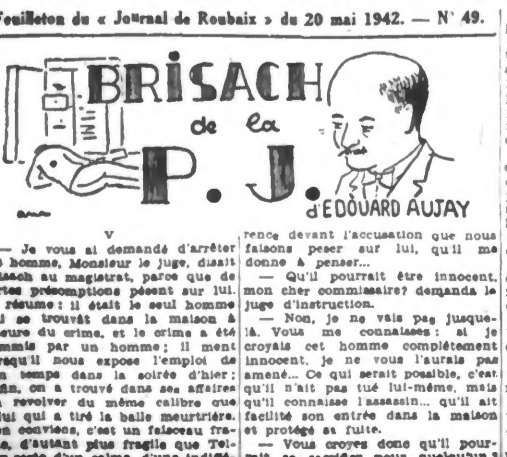 Feuilleton du « Journal de Roubaix » du 20 mai 1942. — N° 49.
BRISACH
de la
P. J.
d'EDOUARD AUJAY
V
— Je vous ai demandé d'arrêter
homme, Monsieur le juge, disait
au magistrat, parce que de
présomptions pèsent sur lui.
résume : il était le seul homme
se trouvât dans la maison à
du crime, et le crime a été
par un homme ; il ment
nous expose l'emploi de
temps dans la soirée d'hier ;
on a trouvé dans ses affaires
revolver du même calibre que
qui a tiré la balle meurtrière.
conviens, c'est un faisceau fra-
d'autant plus fragile que Tel-
d'un calme, d'une indiffé-
rence devant l'accusation que nous
faisons peser sur lui, qu'il me
donne à penser...
— Qu'il pourrait être innocent,
mon cher commissaire? demanda le
juge d'instruction.
— Non, je ne vais pas jusque-
là. Vous me connaissez : si je
croyais cet homme complètement
innocent, je ne vous l'aurais pas
amené... Ce qui serait possible, c'est
qu'il n'ait pas tué lui-même, mais
qu'il connaisse l'assassin... qu'il ait
facilité son entrée dans la maison
et protégé sa fuite.
— Vous croyez donc qu'il pour-